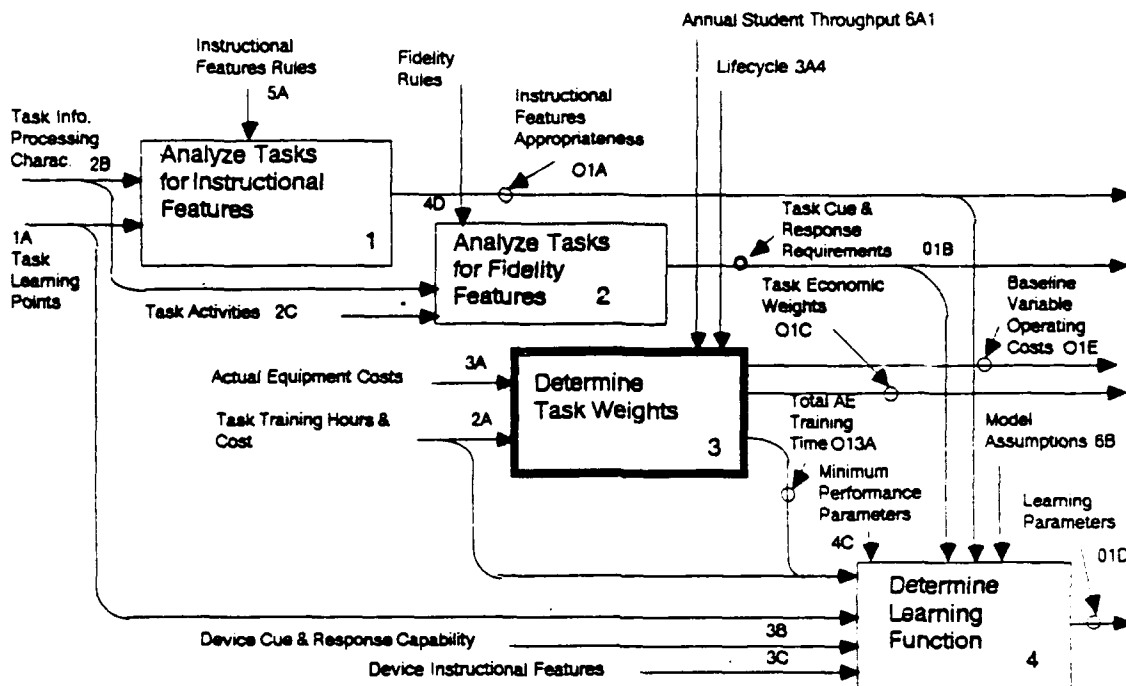 Annual Student Throughput 6A1
Instructional
Features Rules
5A
Fidelity
Rules
Lifecycle 3A4
Instructional
Features
Appropriateness
O1A
Task Info.
Processing
Charac.
2B
Analyze Tasks
for Instructional
Features
1
1A
Task
Learning
Points
4D
Analyze Tasks
for Fidelity
Features
2
Task Activities 2C
Task Cue &
Response
Requirements
01B
Task Economic
Weights
O1C
Baseline
Variable
Operating
Costs O1E
Actual Equipment Costs
3A
Task Training Hours &
Cost
2A
Determine
Task Weights
3
Total AE
Training
Time O13A
Model
Assumptions 6B
Minimum
Performance
Parameters
4C
Learning
Parameters
01D
Determine
Learning
Function
4
Device Cue & Response Capability
3B
Device Instructional Features
3C